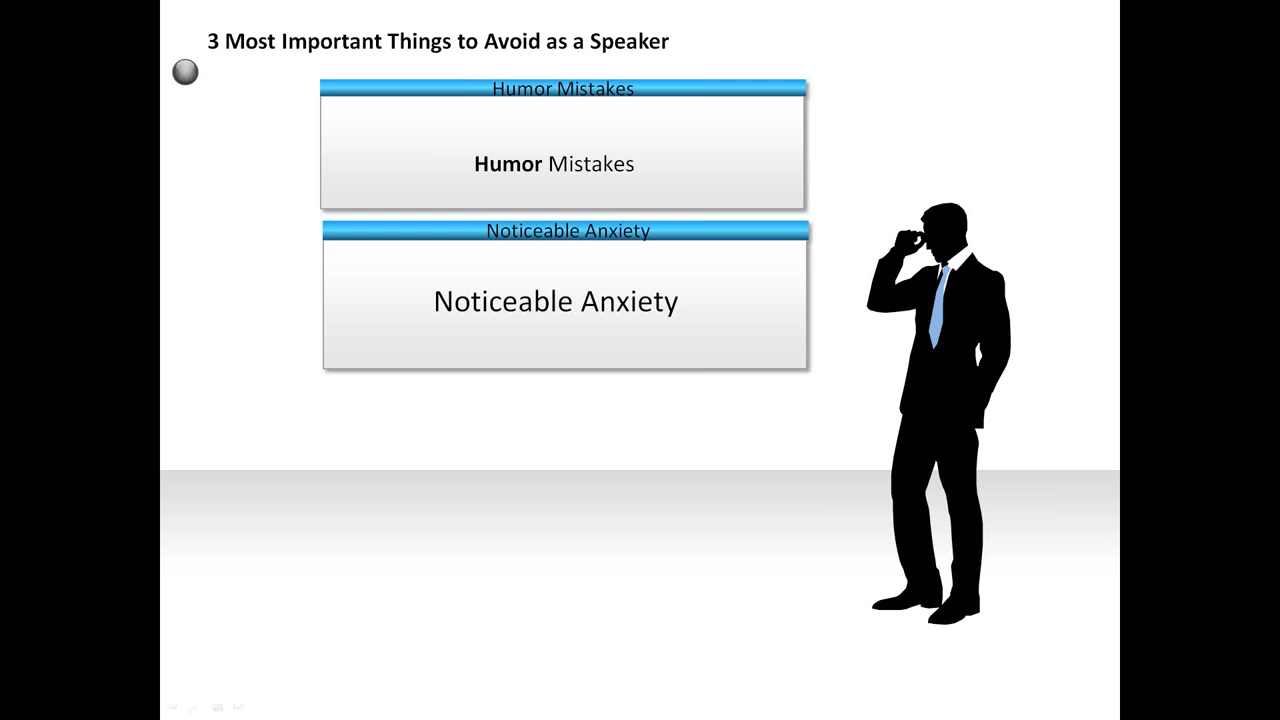 3 Most Important Things to Avoid as a Speaker
Humor Mistakes
Humor Mistakes
Noticeable Anxiety
Noticeable Anxiety